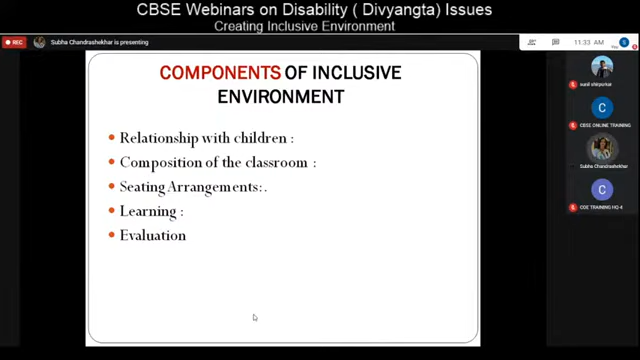 CBSE Webinars on Disability ( Divyangta) Issues
Creating Inclusive Environment
REC
Subha Chandrashekhar is presenting
11:33 AM
You
S
COMPONENTS OF INCLUSIVE
ENVIRONMENT
• Relationship with children :
• Composition of the classroom :
• Seating Arrangements: .
• Learning :
• Evaluation
C
CBSE ONLINE TRAINING
Subha Chandrashekhar
C
COE TRAINING HQ-4